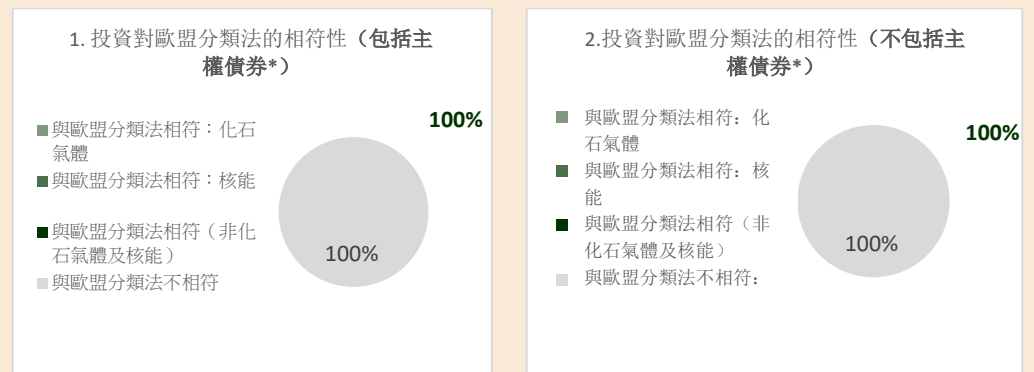 1. 投資對歐盟分類法的相符性（包括主
權債券*）
100%
與歐盟分類法相符：化石
氣體
與歐盟分類法相符：核能
與歐盟分類法相符（非化
石氣體及核能）
與歐盟分類法不相符
100%
2.投資對歐盟分類法的相符性（不包括主
權債券*）
100%
與歐盟分類法相符：化
石氣體
與歐盟分類法相符：核
能
與歐盟分類法相符（非
化石氣體及核能）
與歐盟分類法不相符：
100%